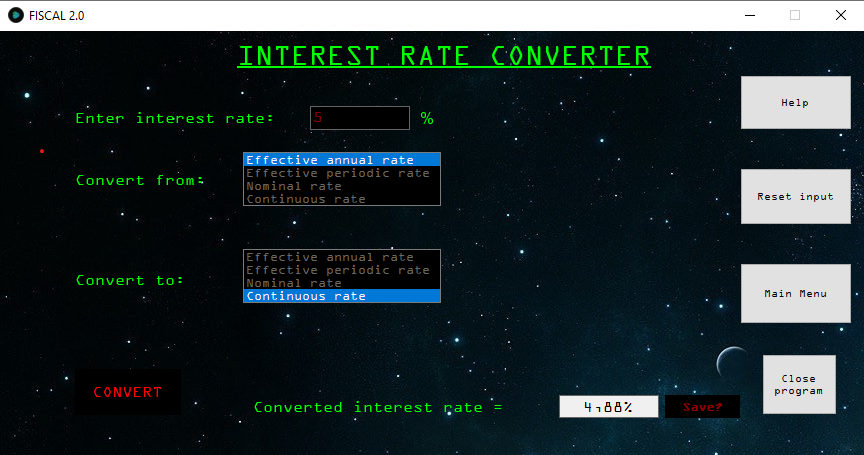 FISCAL 2.0
INTEREST RATE CONVERTER
Enter interest rate: 5 %
Help
Convert from:
Effective annual rate
Effective periodic rate
Nominal rate
Continuous rate
Reset input
Convert to:
Effective annual rate
Effective periodic rate
Nominal rate
Continuous rate
Main Menu
CONVERT
Converted interest rate = 4,88% Save?
Close
program